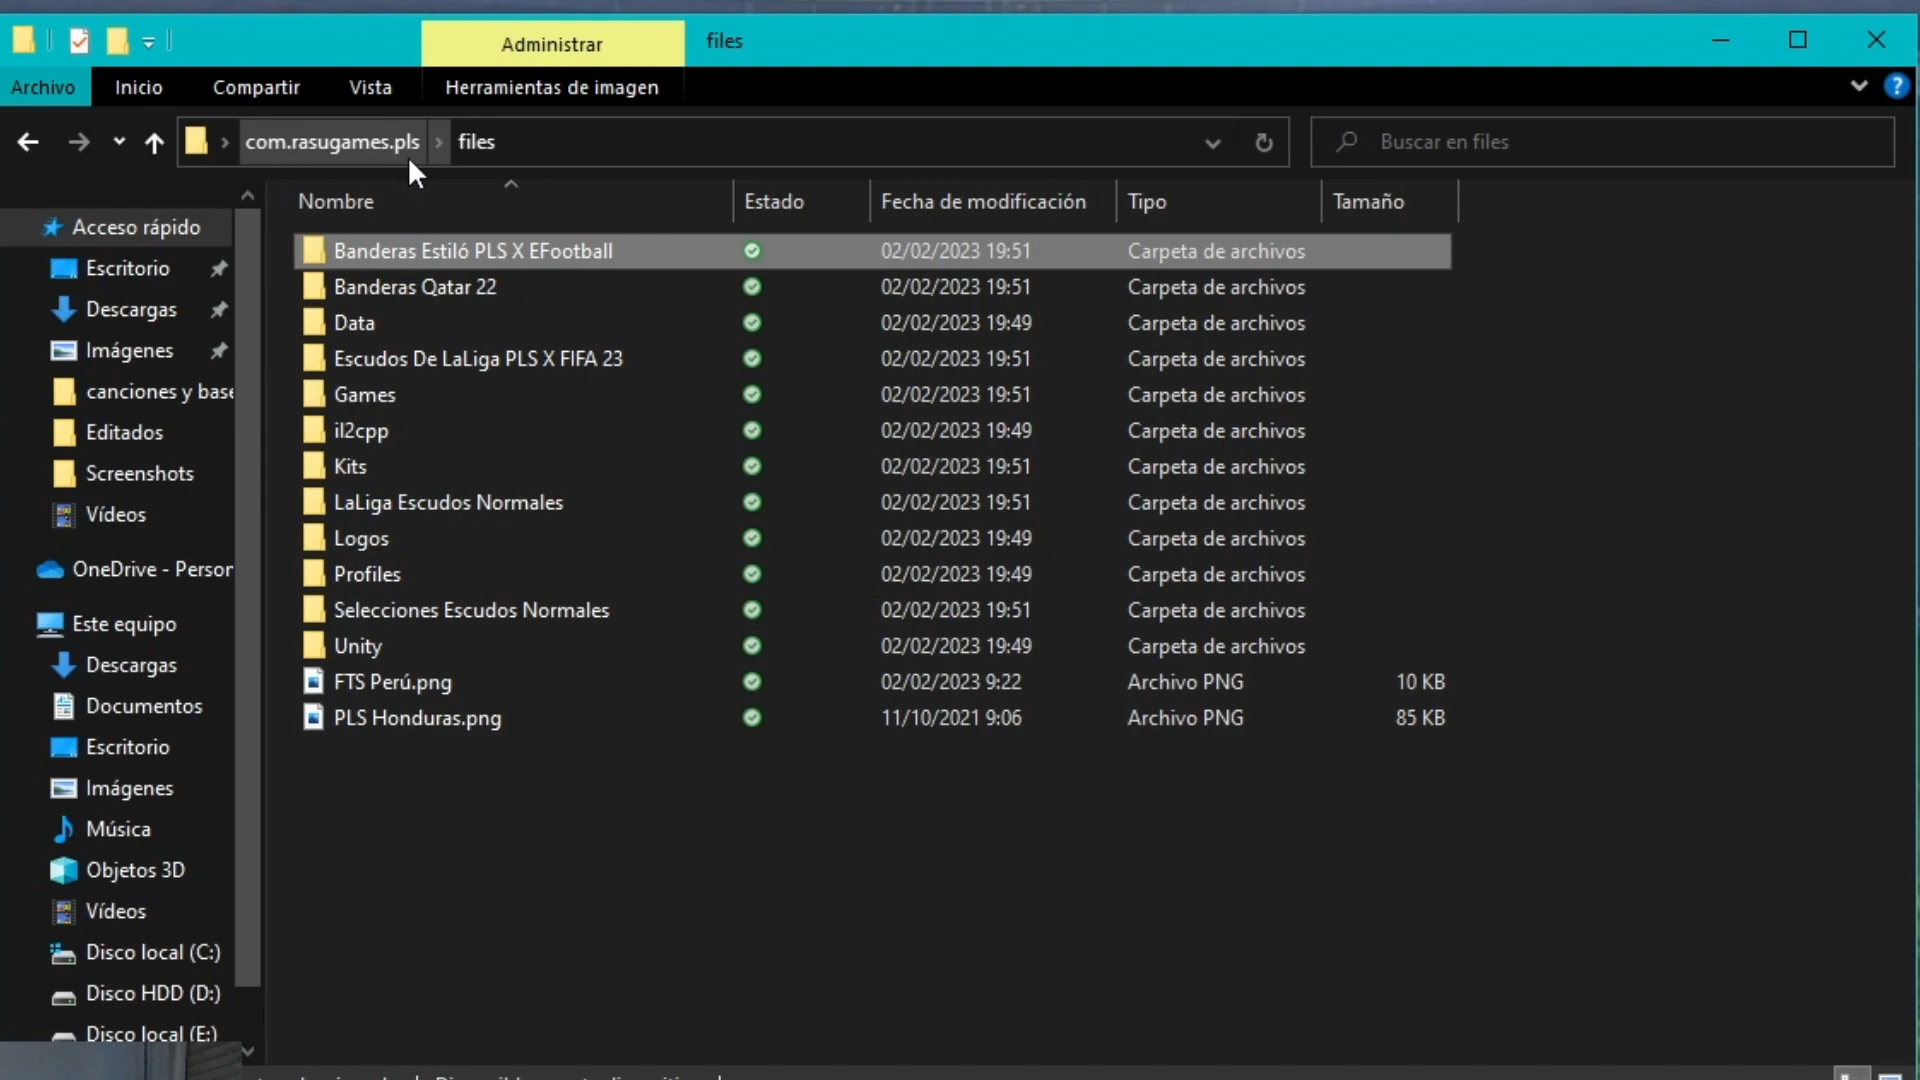 Administrar
files
Archivo
Inicio
Compartir
Vista
Herramientas de imagen
com.rasugames.pls
files
Buscar en files
Nombre
Estado
Fecha de modificación
Tipo
Tamaño
Acceso rápido
Escritorio
Descargas
Imágenes
canciones y base
Editados
Screenshots
Vídeos
OneDrive - Person
Este equipo
Descargas
Documentos
Escritorio
Imágenes
Música
Objetos 3D
Vídeos
Disco local (C:)
Disco HDD (D:)
Disco local (E:)
Banderas Estiló PLS X EFootball 02/02/2023 19:51 Carpeta de archivos
Banderas Qatar 22 02/02/2023 19:51 Carpeta de archivos
Data 02/02/2023 19:49 Carpeta de archivos
Escudos De LaLiga PLS X FIFA 23 02/02/2023 19:51 Carpeta de archivos
Games 02/02/2023 19:51 Carpeta de archivos
il2cpp 02/02/2023 19:49 Carpeta de archivos
Kits 02/02/2023 19:51 Carpeta de archivos
LaLiga Escudos Normales 02/02/2023 19:51 Carpeta de archivos
Logos 02/02/2023 19:49 Carpeta de archivos
Profiles 02/02/2023 19:49 Carpeta de archivos
Selecciones Escudos Normales 02/02/2023 19:51 Carpeta de archivos
Unity 02/02/2023 19:49 Carpeta de archivos
FTS Perú.png 02/02/2023 9:22 Archivo PNG 10 KB
PLS Honduras.png 11/10/2021 9:06 Archivo PNG 85 KB